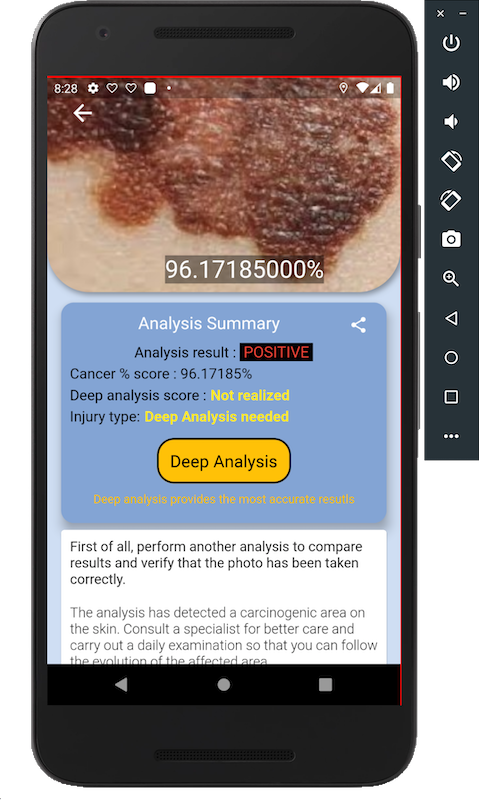 8:28
96.17185000%
Analysis Summary
Analysis result : POSITIVE
Cancer % score : 96.17185%
Deep analysis score : Not realized
Injury type: Deep Analysis needed
Deep Analysis
Deep analysis provides the most accurate resutls
First of all, perform another analysis to compare
results and verify that the photo has been taken
correctly.
The analysis has detected a carcinogenic area on
the skin. Consult a specialist for better care and
carry out a daily examination so that you can follow
the evolution of the affected area